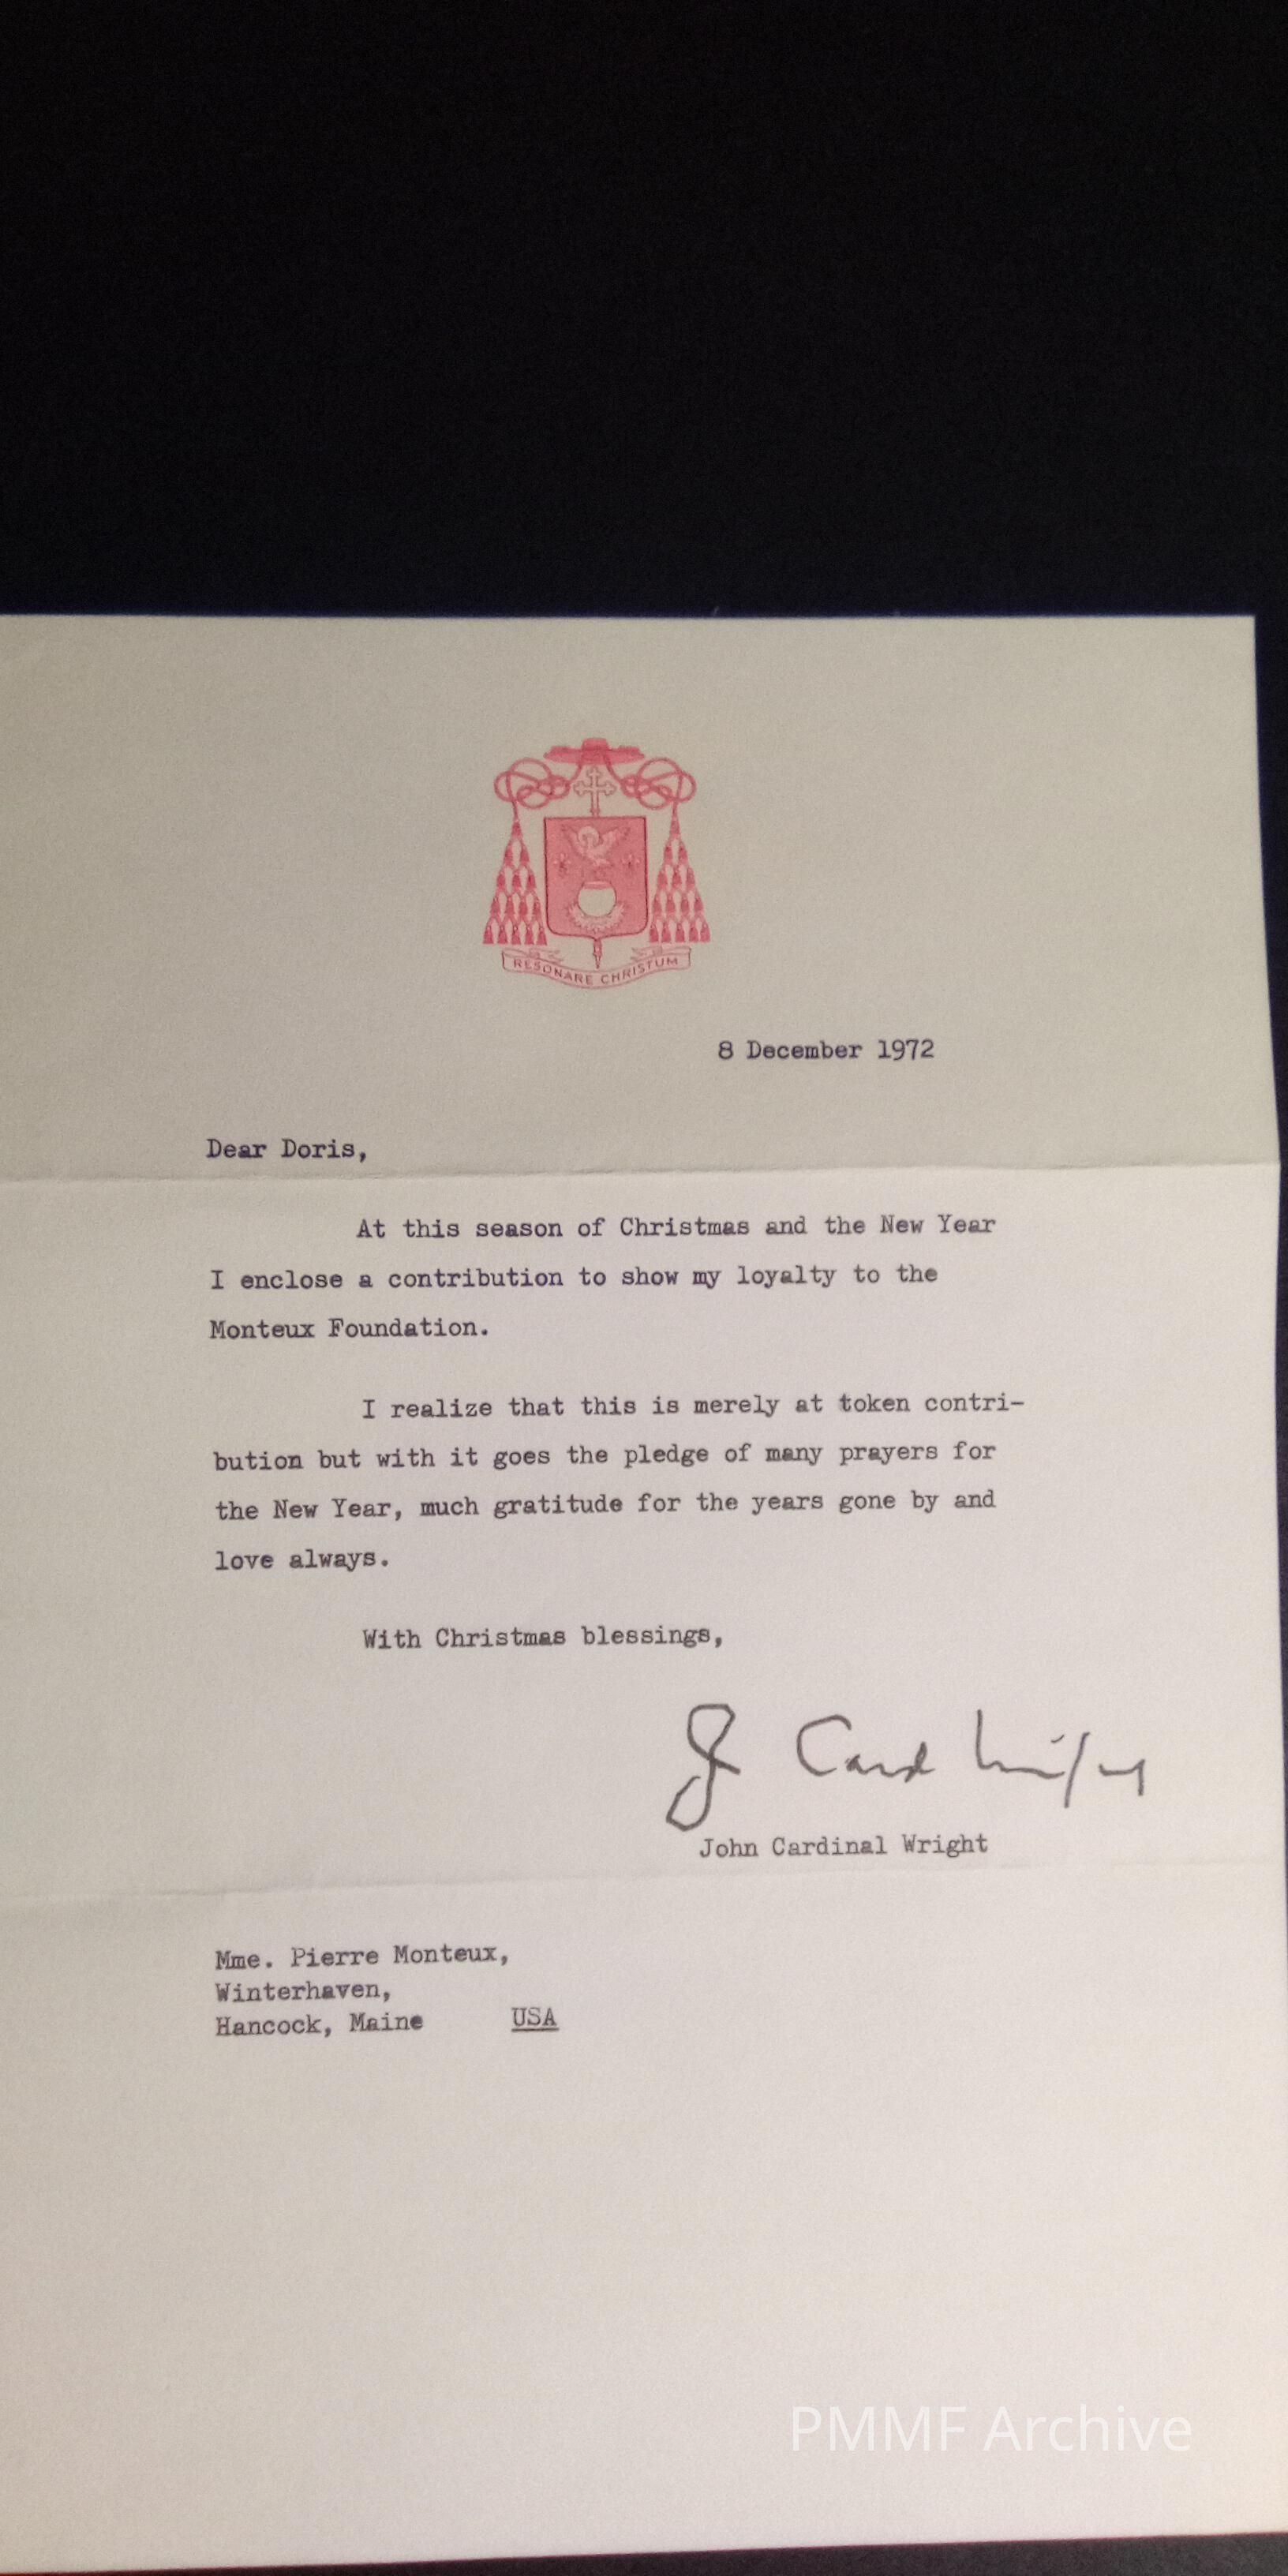 RESONARE CHRISTUM
8 December 1972
Dear Doris,
At this season of Christmas and the New Year
I enclose a contribution to show my loyalty to the
Monteux Foundation.
I realize that this is merely at token contri-
bution but with it goes the pledge of many prayers for
the New Year, much gratitude for the years gone by and
love always.
With Christmas blessings,
J Card Wright
John Cardinal Wright
Mme. Pierre Monteux,
Winterhaven,
Hancock, Maine USA
PMMF Archive